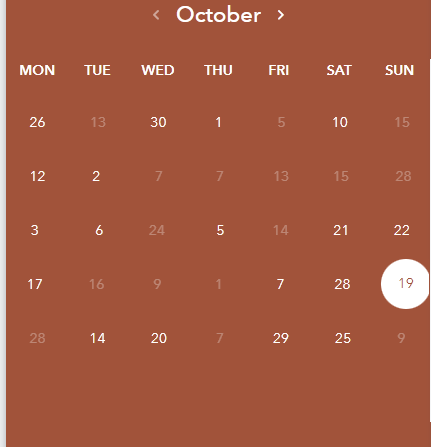 ‹ October ›
MON TUE WED THU FRI SAT SUN
26 13 30 1 5 10 15
12 2 7 7 13 15 28
3 6 24 5 14 21 22
17 16 9 1 7 28 19
28 14 20 7 29 25 9